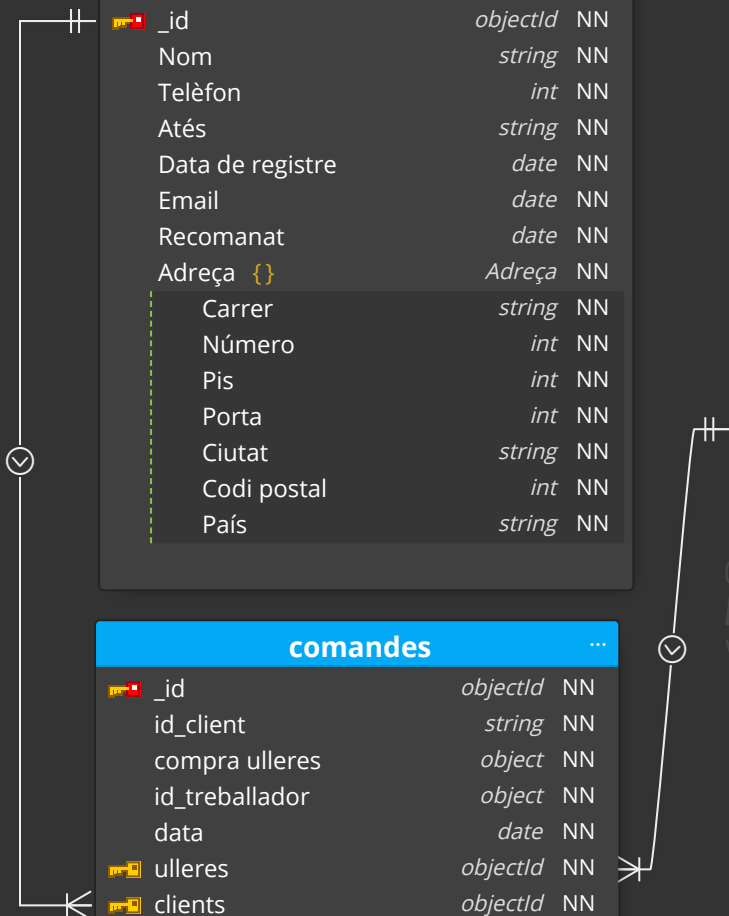 _id objectId NN
Nom string NN
Telèfon int NN
Atés string NN
Data de registre date NN
Email date NN
Recomanat date NN
Adreça {} Adreça NN
Carrer string NN
Número int NN
Pis int NN
Porta int NN
Ciutat string NN
Codi postal int NN
País string NN
comandes ...
_id objectId NN
id_client string NN
compra ulleres object NN
id_treballador object NN
data date NN
ulleres objectId NN
clients objectId NN